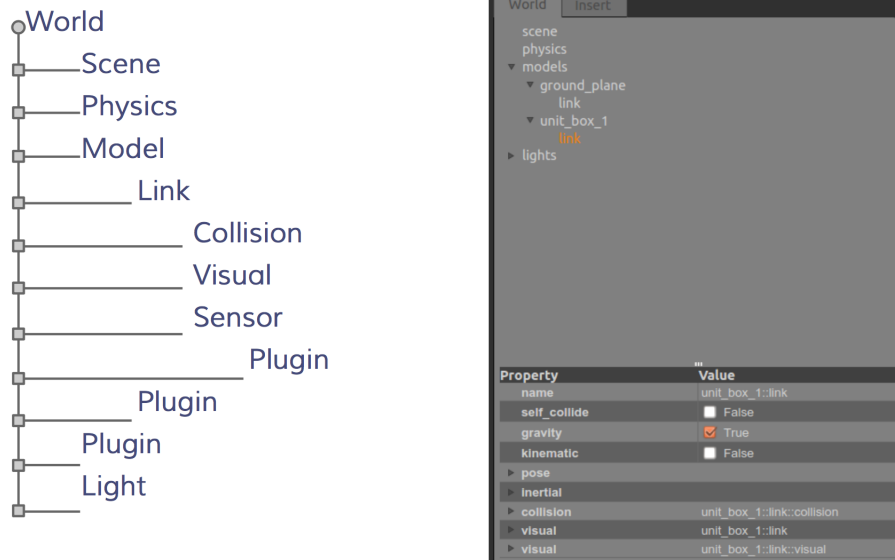 World
Scene
Physics
Model
Link
Collision
Visual
Sensor
Plugin
Plugin
Plugin
Light
World Insert
scene
physics
models
ground_plane
link
unit_box_1
link
lights
Property Value
name unit_box_1::link
self_collide False
gravity True
kinematic False
pose
inertial
collision unit_box_1::link::collision
visual unit_box_1::link
visual unit_box_1::link::visual